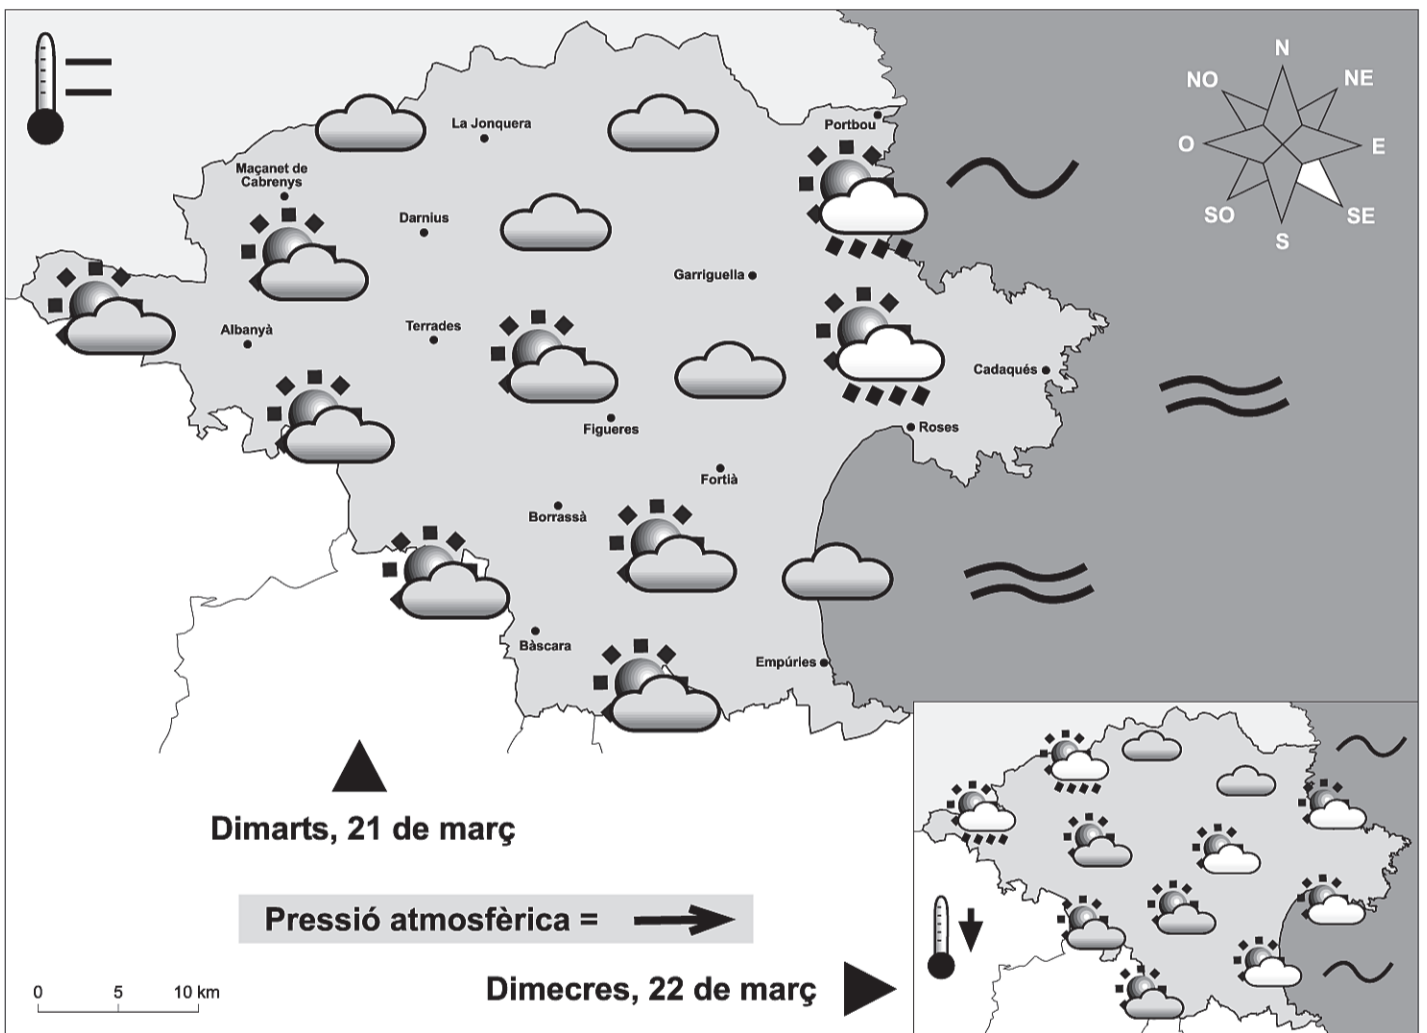 N
NO
NE
O
E
SO
SE
S
La Jonquera
Portbou
Maçanet de
Cabrenys
Darnius
Garriguella
Albanyà
Terrades
Cadaqués
Figueres
Roses
Fortià
Borrassà
Bàscara
Empúries
Dimarts, 21 de març
Pressió atmosfèrica =
Dimecres, 22 de març
0 5 10 km